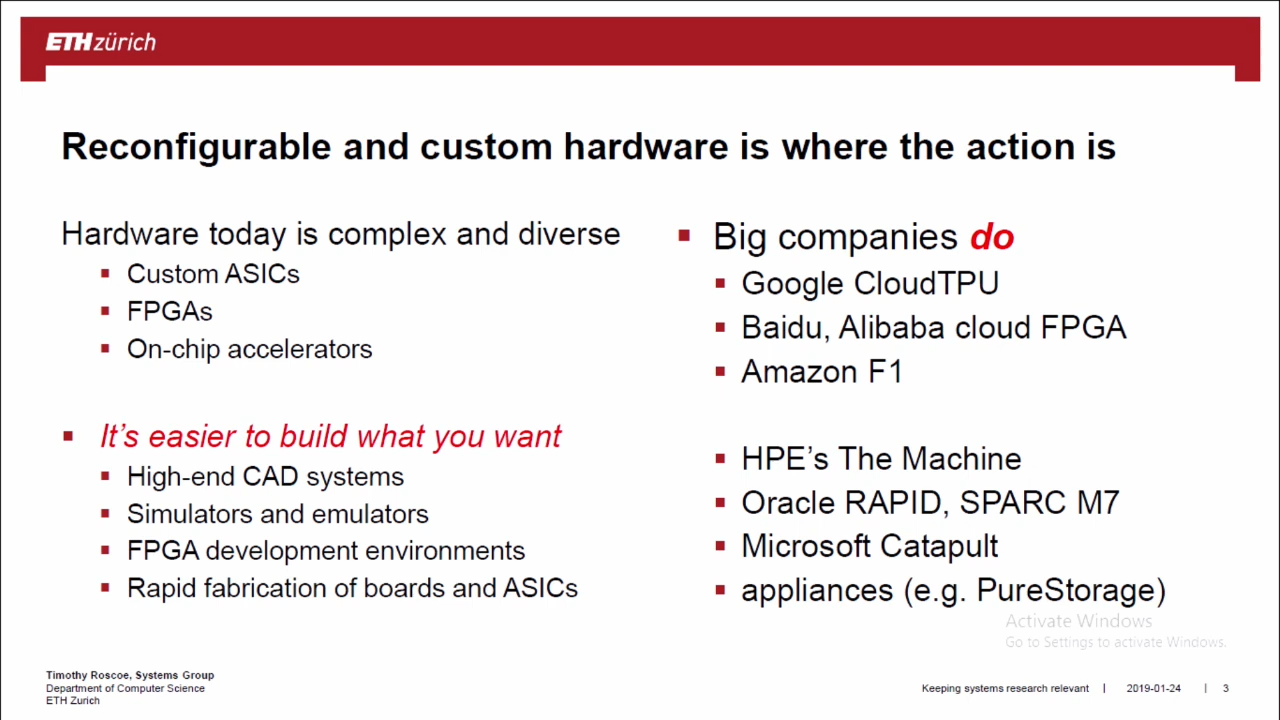 ETH zürich
Reconfigurable and custom hardware is where the action is
Hardware today is complex and diverse
Custom ASICs
FPGAs
On-chip accelerators
It's easier to build what you want
High-end CAD systems
Simulators and emulators
FPGA development environments
Rapid fabrication of boards and ASICs
Big companies do
Google CloudTPU
Baidu, Alibaba cloud FPGA
Amazon F1
HPE's The Machine
Oracle RAPID, SPARC M7
Microsoft Catapult
appliances (e.g. PureStorage)
Activate Windows
Go to Settings to activate Windows.
Timothy Roscoe, Systems Group
Department of Computer Science
ETH Zurich
Keeping systems research relevant | 2019-01-24 | 3